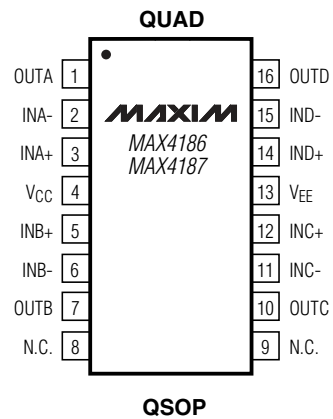 QUAD
OUTA 1 16 OUTD
INA- 2 MAXIM 15 IND-
INA+ 3 MAX4186 14 IND+
MAX4187
VCC 4 13 VEE
INB+ 5 12 INC+
INB- 6 11 INC-
OUTB 7 10 OUTC
N.C. 8 9 N.C.
QSOP